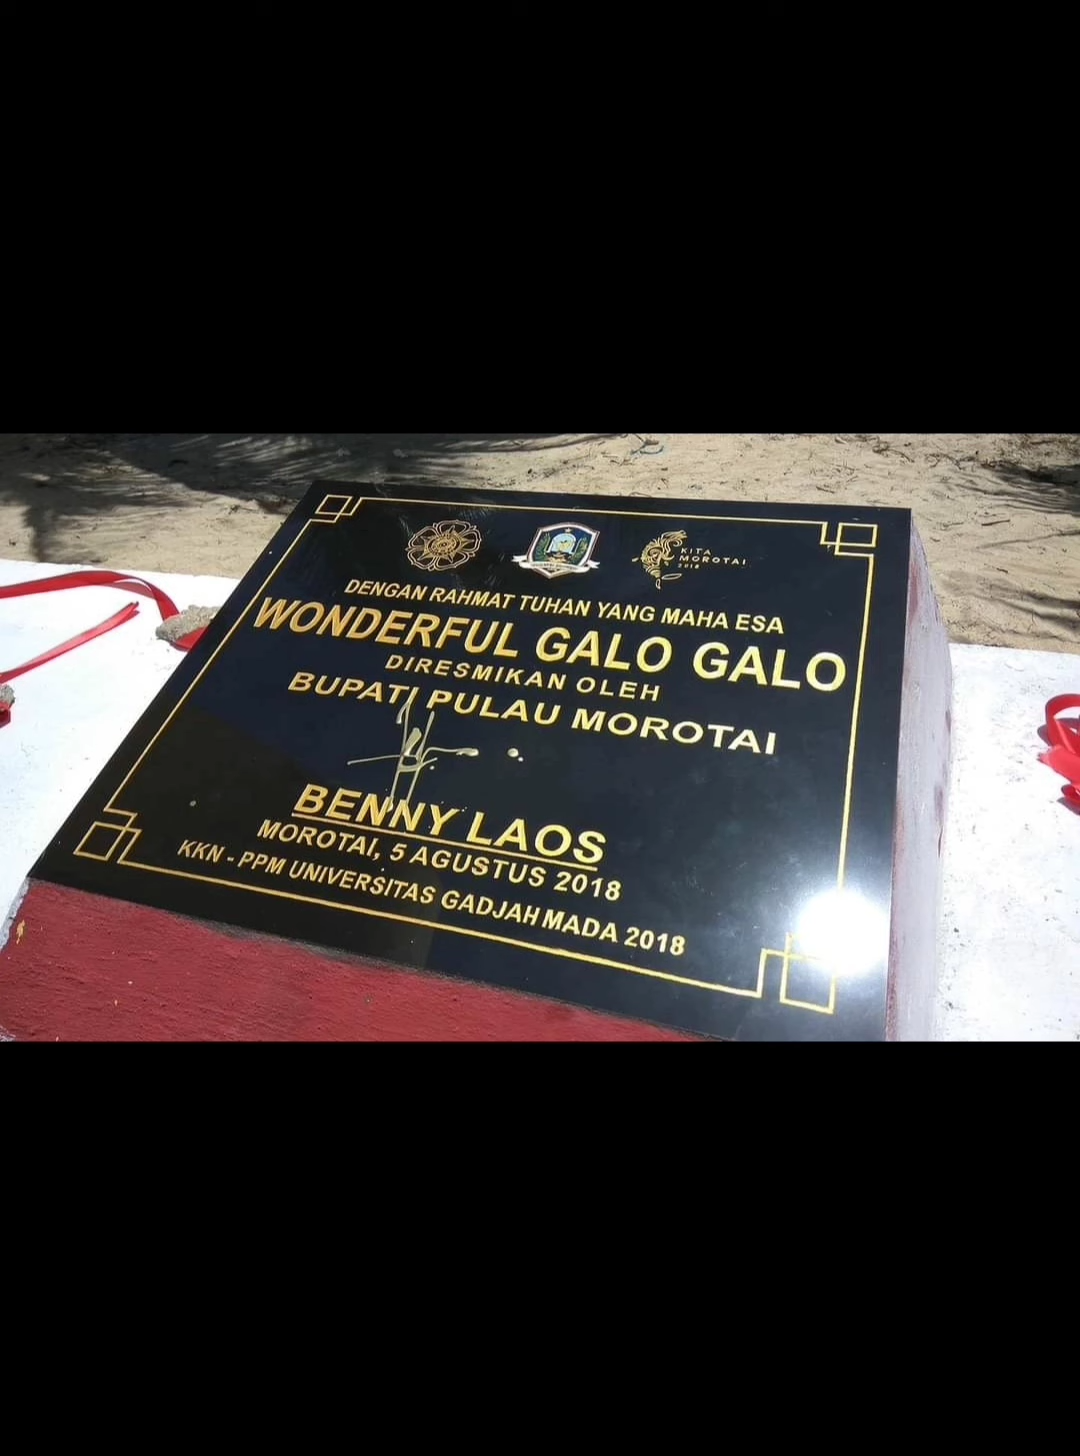 KITA
MOROTAI
2018
DENGAN RAHMAT TUHAN YANG MAHA ESA
WONDERFUL GALO GALO
DIRESMIKAN OLEH
BUPATI PULAU MOROTAI
BENNY LAOS
MOROTAI, 5 AGUSTUS 2018
KKN - PPM UNIVERSITAS GADJAH MADA 2018